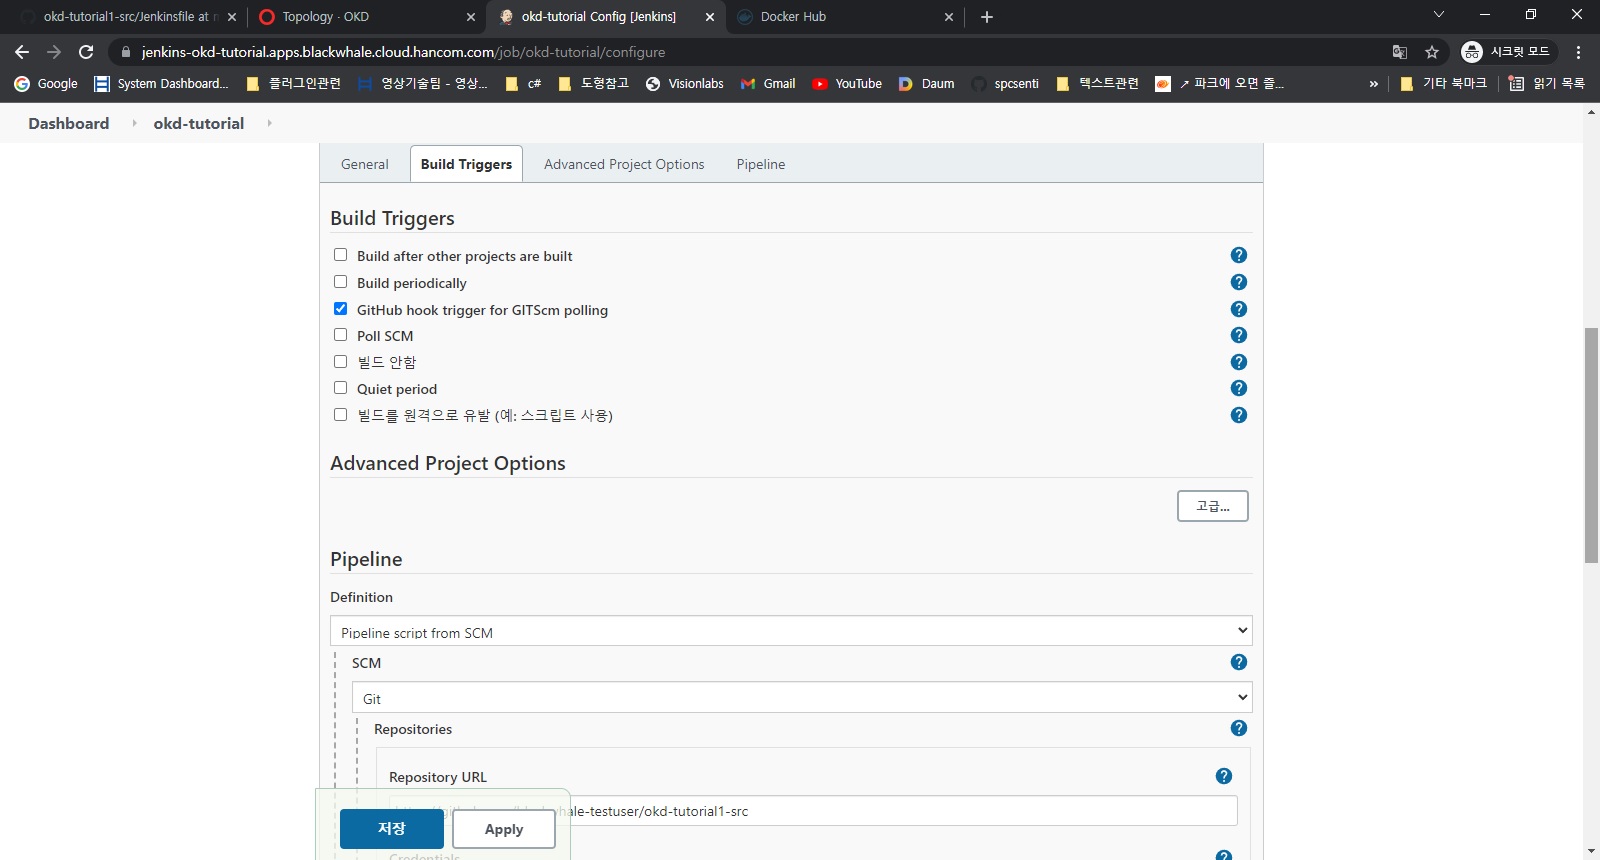 okd-tutorial1-src/Jenkinsfile at
Topology · OKD
okd-tutorial Config [Jenkins]
Docker Hub
jenkins-okd-tutorial.apps.blackwhale.cloud.hancom.com/job/okd-tutorial/configure
시크릿 모드
Google
System Dashboard...
플러그인관련
영상기술팀 - 영상...
c#
도형참고
Visionlabs
Gmail
YouTube
Daum
spcsenti
텍스트관련
↗ 파크에 오면 즐...
»
기타 북마크
읽기 목록
Dashboard
okd-tutorial
General
Build Triggers
Advanced Project Options
Pipeline
Build Triggers
Build after other projects are built
Build periodically
GitHub hook trigger for GITScm polling
Poll SCM
빌드 안함
Quiet period
빌드를 원격으로 유발 (예: 스크립트 사용)
Advanced Project Options
고급...
Pipeline
Definition
Pipeline script from SCM
SCM
Git
Repositories
Repository URL
hale-testuser/okd-tutorial1-src
저장
Apply
Credentials